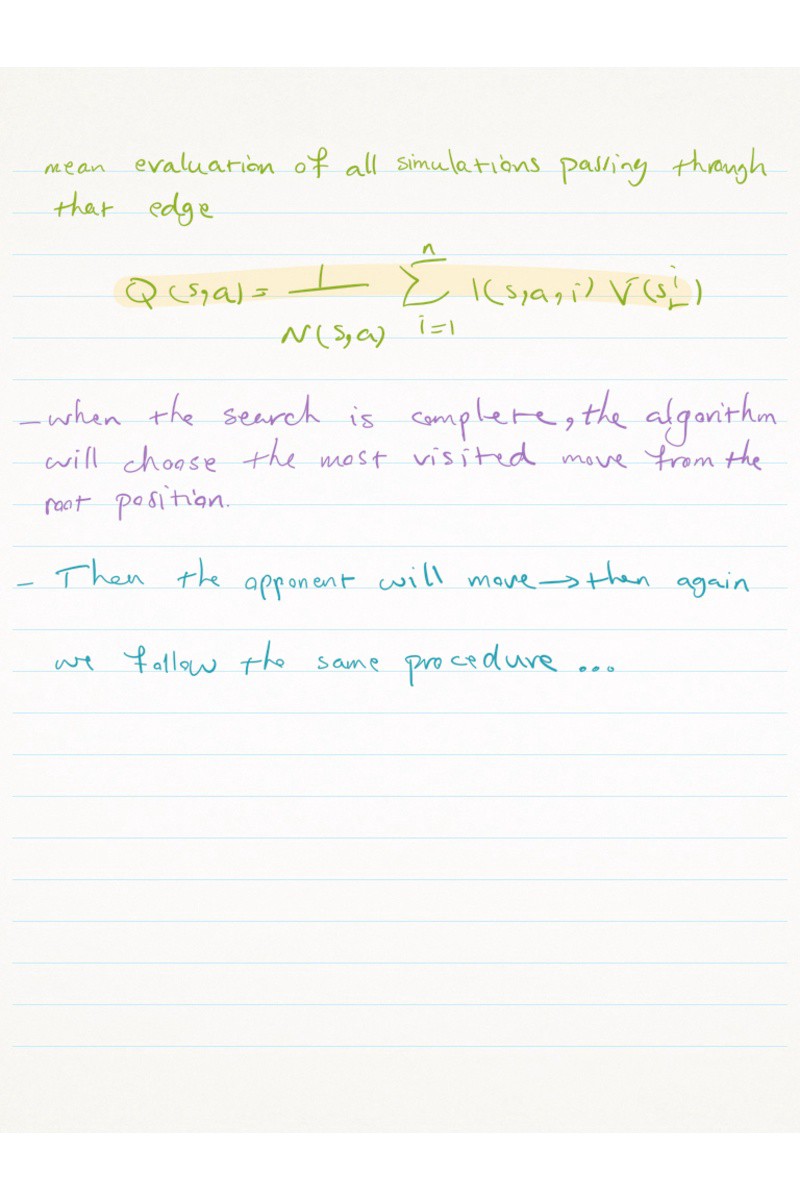 mean evaluation of all simulations passing through
that edge
Q(s,a) = 1/N(s,a) ∑_{i=1}^{n} 1(s,a,i) V(s_L^i)
- when the search is complete, the algorithm
will choose the most visited move from the
root position.
- Then the opponent will move → then again
we follow the same procedure ...